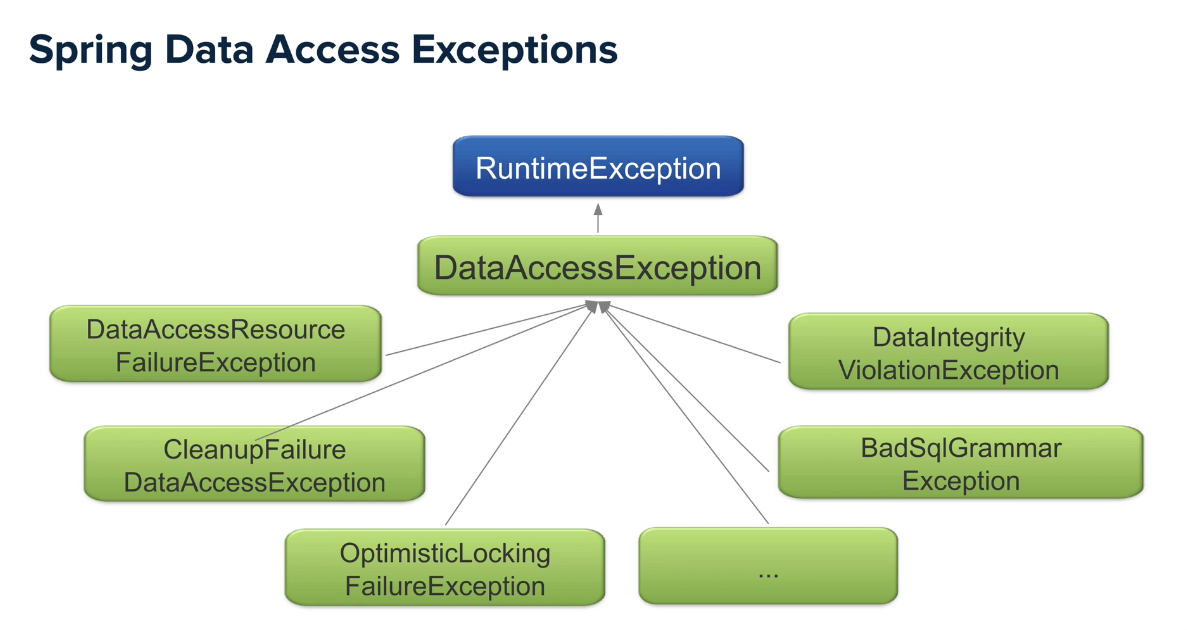 Spring Data Access Exceptions
RuntimeException
DataAccessException
DataAccessResource
FailureException
DataIntegrity
ViolationException
CleanupFailure
DataAccessException
BadSqlGrammar
Exception
OptimisticLocking
FailureException
...